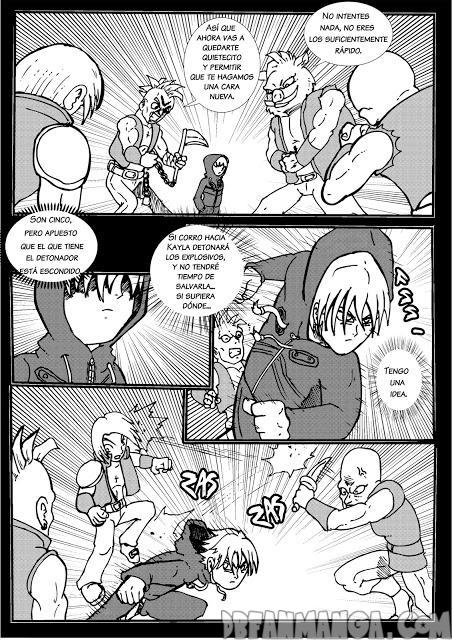 ASÍ QUE
AHORA VAS A
QUEDARTE
QUIETECITO
Y PERMITIR
QUE TE HAGAMOS
UNA CARA
NUEVA.
NO INTENTES
NADA, NO ERES
LOS SUFICIENTEMENTE
RÁPIDO.
SON CINCO,
PERO APUESTO
QUE EL QUE TIENE
EL DETONADOR
ESTÁ ESCONDIDO.
SI CORRO HACIA
KAYLA DETONARÁ
LOS EXPLOSIVOS,
Y NO TENDRÉ
TIEMPO DE
SALVARLA...
SI SUPIERA
DÓNDE...
TENGO
UNA IDEA.
ZAS
ZAS
DBFANMANGA.COM